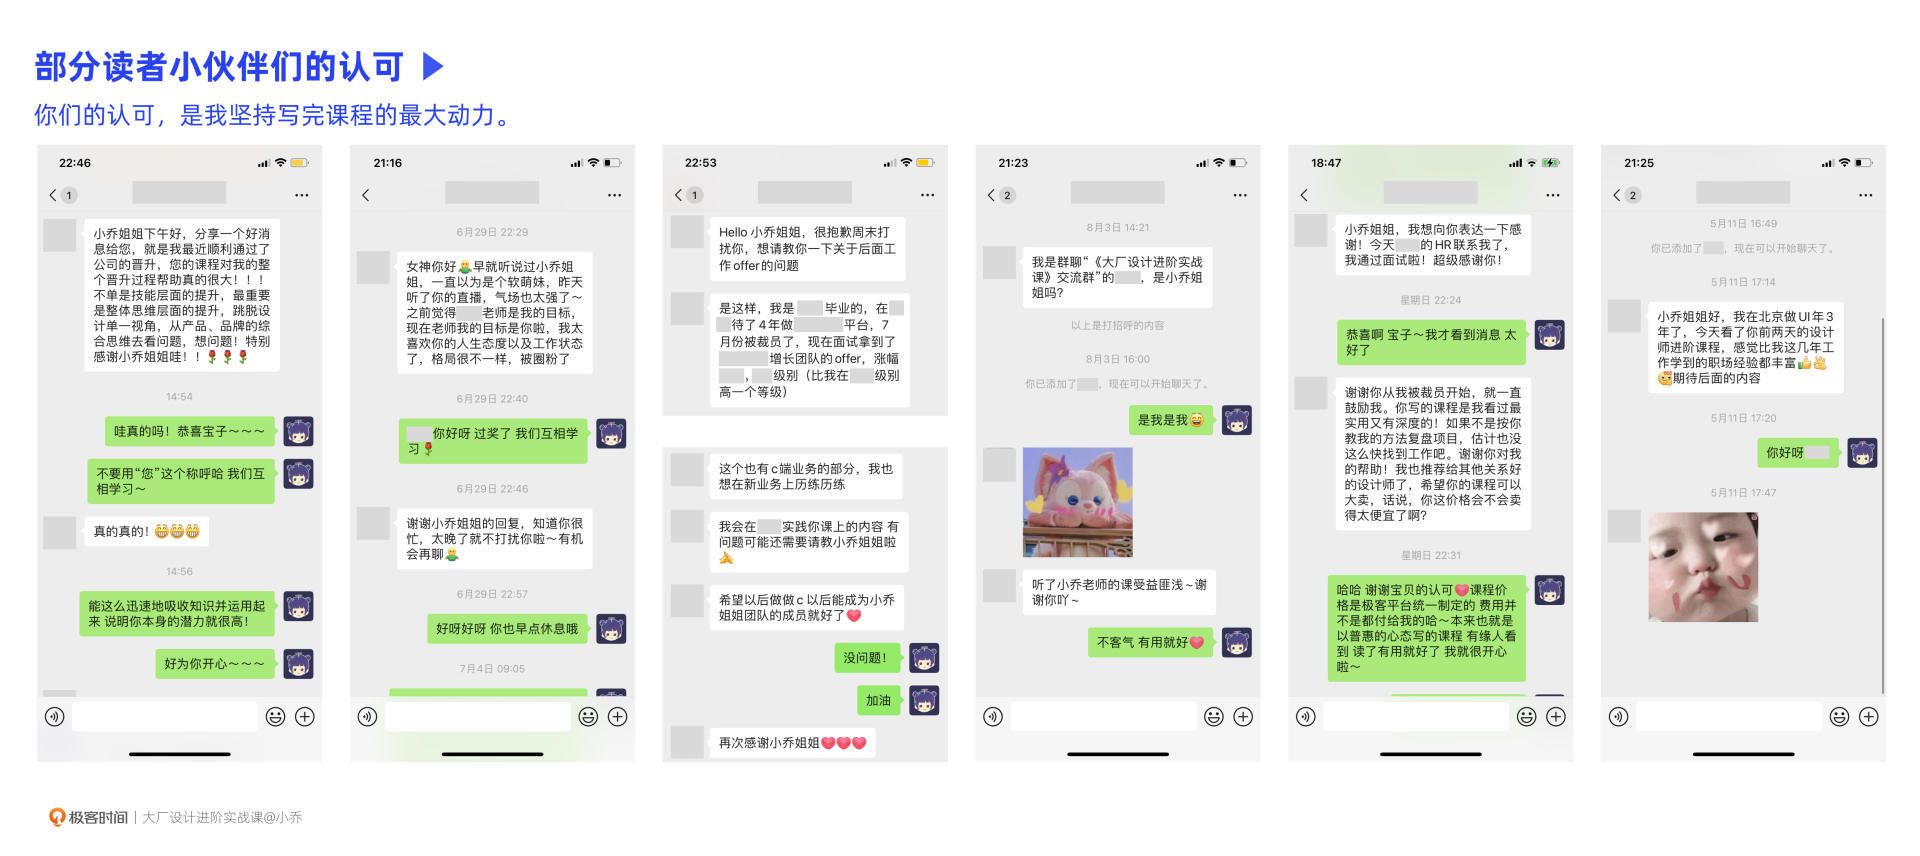 部分读者小伙伴们的认可
你们的认可，是我坚持写完课程的最大动力。
22:46
1
小乔姐姐下午好，分享一个好消
息给您，就是我最近顺利通过了
公司的晋升，您的课程对我的整
个晋升过程帮助真的很大！！！
不单是技能层面的提升，最重要
是整体思维层面的提升，跳脱设
计单一视角，从产品、品牌的综
合思维去看问题，想问题！特别
感谢小乔姐姐哇！！🌹🌹🌹
14:54
哇真的吗！恭喜宝子～～～
不要用“您”这个称呼哈 我们互
相学习～
真的真的！😁😁😁
14:56
能这么迅速地吸收知识并运用起
来 说明你本身的潜力就很高！
好为你开心～～～
21:16
6月29日 22:29
女神你好早就听说过小乔姐
姐，一直以为是个软萌妹，昨天
听了你的直播，气场也太强了～
之前觉得老师是我的目标，
现在老师我的目标是你啦，我太
喜欢你的人生态度以及工作状态
了，格局很不一样，被圈粉了
6月29日 22:40
你好呀 过奖了 我们互相学
习🌹
6月29日 22:46
谢谢小乔姐姐的回复，知道你很
忙，太晚了就不打扰你啦～有机
会再聊
6月29日 22:57
好呀好呀 你也早点休息哦
7月4日 09:05
22:53
1
Hello 小乔姐姐，很抱歉周末打
扰你，想请教你一下关于后面工
作offer的问题
是这样，我是 毕业的，在
待了4年做 平台，7
月份被裁员了，现在面试拿到了
增长团队的offer，涨幅
，级别（比我在 级别
高一个等级）
这个也有c端业务的部分，我也
想在新业务上历练历练
我会在 实践你课上的内容 有
问题可能还需要请教小乔姐姐啦
希望以后做做c 以后能成为小乔
姐姐团队的成员就好了❤
没问题！
加油
再次感谢小乔姐姐❤❤❤
21:23
2
8月3日 14:21
我是群聊“《大厂设计进阶实战
课》交流群”的 ，是小乔姐
姐吗?
以上是打招呼的内容
8月3日 16:00
你已添加了 ，现在可以开始聊天了。
是我是我😅
听了小乔老师的课受益匪浅~谢
谢你吖~
不客气 有用就好❤
18:47
小乔姐姐，我想向你表达一下感
谢！今天 的HR联系我了，
我通过面试啦！超级感谢你！
星期日 22:24
恭喜啊 宝子～我才看到消息 太
好了
谢谢你从我被裁员开始，就一直
鼓励我。你写的课程是我看过最
实用又有深度的！如果不是按你
教我的方法复盘项目，估计也没
这么快找到工作吧。谢谢你对我
的帮助！我也推荐给其他关系好
的设计师了，希望你的课程可以
大卖，话说，你这价格会不会卖
得太便宜了啊?
星期日 22:31
哈哈 谢谢宝贝的认可❤课程价
格是极客平台统一制定的 费用并
不是都付给我的哈～本来也就是
以普惠的心态写的课程 有缘人看
到 读了有用就好了 我就很开心
啦～
21:25
2
5月11日 16:49
你已添加了 ，现在可以开始聊天了。
5月11日 17:14
小乔姐姐好，我在北京做UI年3
年了，今天看了你前两天的设计
师进阶课程，感觉比我这几年工
作学到的职场经验都丰富👍
期待后面的内容
5月11日 17:20
你好呀
5月11日 17:47
极客时间｜大厂设计进阶实战课@小乔